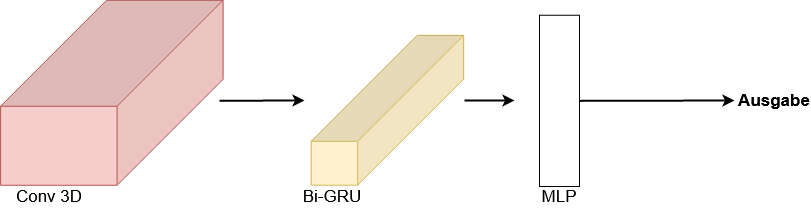 Ausgabe
Conv 3D
Bi-GRU
MLP